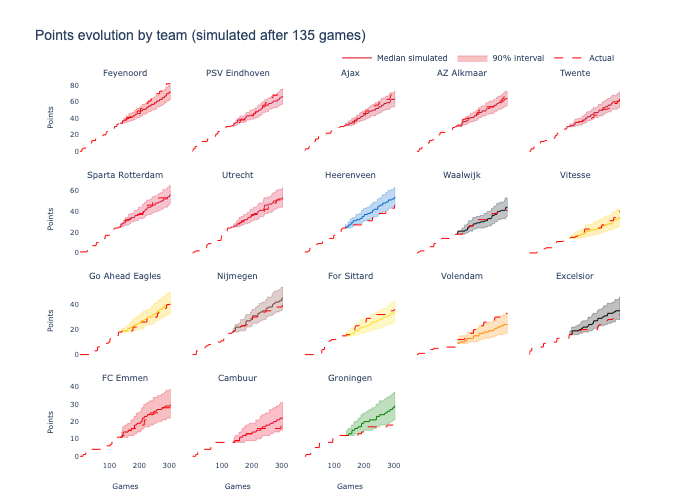 Points evolution by team (simulated after 135 games)
Median simulated 90% interval Actual
Feyenoord PSV Eindhoven Ajax AZ Alkmaar Twente
80
60
40
20
0
Points
Sparta Rotterdam Utrecht Heerenveen Waalwijk Vitesse
60
40
20
0
Points
Go Ahead Eagles Nijmegen For Sittard Volendam Excelsior
40
20
0
Points
FC Emmen Cambuur Groningen
40
30
20
10
0
Points
100 200 300 100 200 300 100 200 300
Games Games Games